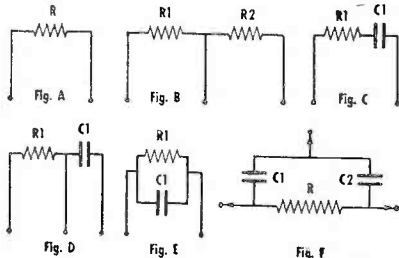 R
R1 R2
R1 C1
Fig. A
Fig. B
Fig. C
R1 C1
R1
C1
C1
R
C2
Fig. D
Fig. E
Fig. F